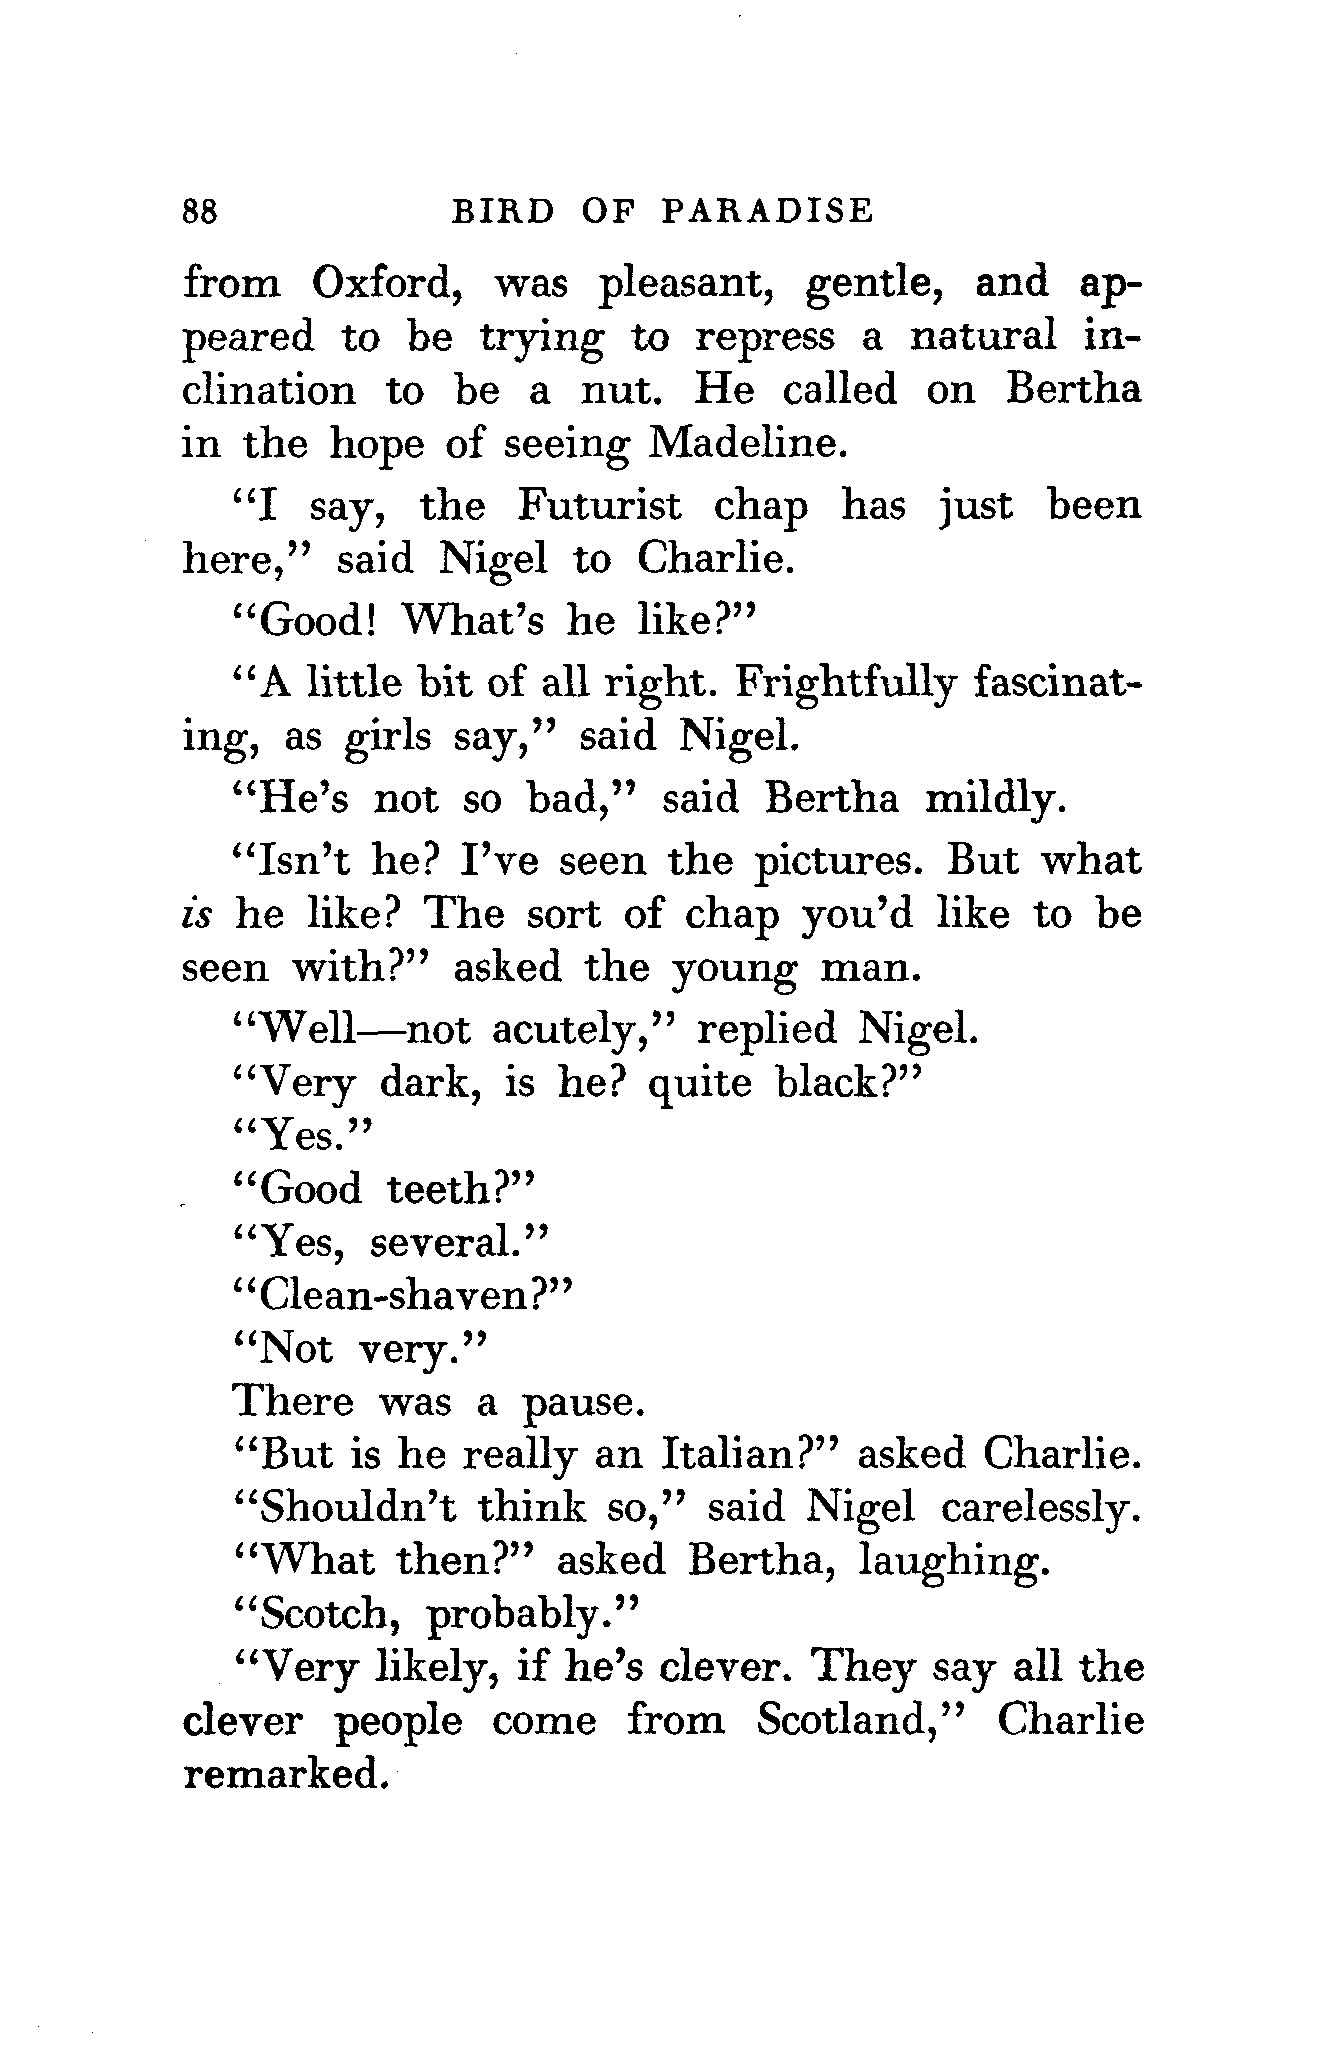 88 BIRD OF PARADISE
from Oxford, was pleasant, gentle, and ap-
peared to be trying to repress a natural in-
clination to be a nut. He called on Bertha
in the hope of seeing Madeline.
“I say, the Futurist chap has just been
here,” said Nigel to Charlie.
“Good! What’s he like?”
“A little bit of all right. Frightfully fascinat-
ing, as girls say,” said Nigel.
“He’s not so bad,” said Bertha mildly.
“Isn’t he? I’ve seen the pictures. But what
is he like? The sort of chap you’d like to be
seen with?” asked the young man.
“Well—not acutely,” replied Nigel.
“Very dark, is he? quite black?”
“Yes.”
“Good teeth?”
“Yes, several.”
“Clean-shaven?”
“Not very.”
There was a pause.
“But is he really an Italian?” asked Charlie.
“Shouldn’t think so,” said Nigel carelessly.
“What then?” asked Bertha, laughing.
“Scotch, probably.”
“Very likely, if he’s clever. They say all the
clever people come from Scotland,” Charlie
remarked.